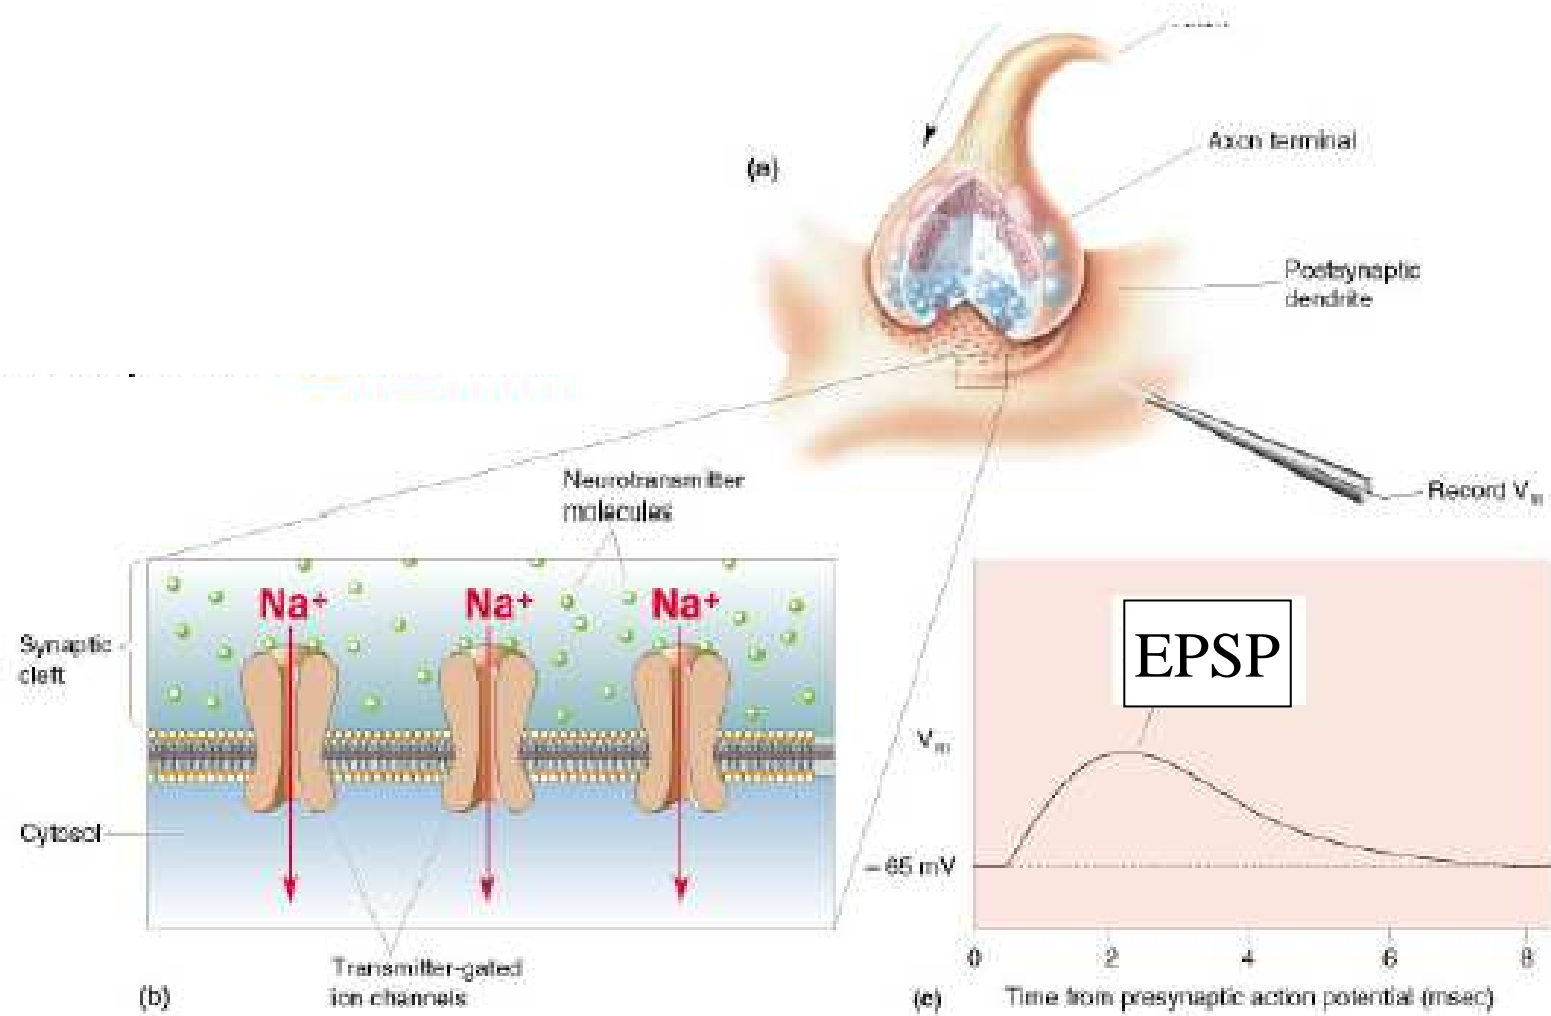 (a)
Axon terminal
Postsynaptic
dendrite
Record Vm
Neurotransmitter
molecules
Na+ Na+ Na+
Synaptic
cleft
Cytosol
Transmitter-gated
ion channels
(b)
EPSP
Vm
−65 mV
0 2 4 6 8
(c) Time from presynaptic action potential (msec)